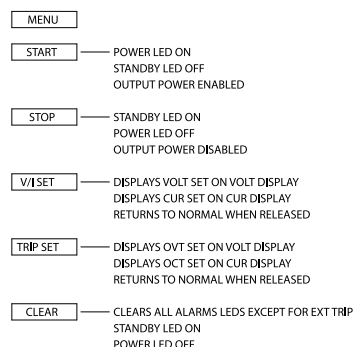 MENU
START POWER LED ON
STANDBY LED OFF
OUTPUT POWER ENABLED
STOP STANDBY LED ON
POWER LED OFF
OUTPUT POWER DISABLED
V/I SET DISPLAYS VOLT SET ON VOLT DISPLAY
DISPLAYS CUR SET ON CUR DISPLAY
RETURNS TO NORMAL WHEN RELEASED
TRIP SET DISPLAYS OVT SET ON VOLT DISPLAY
DISPLAYS OCT SET ON CUR DISPLAY
RETURNS TO NORMAL WHEN RELEASED
CLEAR CLEARS ALL ALARMS LEDS EXCEPT FOR EXT TRIP
STANDBY LED ON
POWER LED OFF